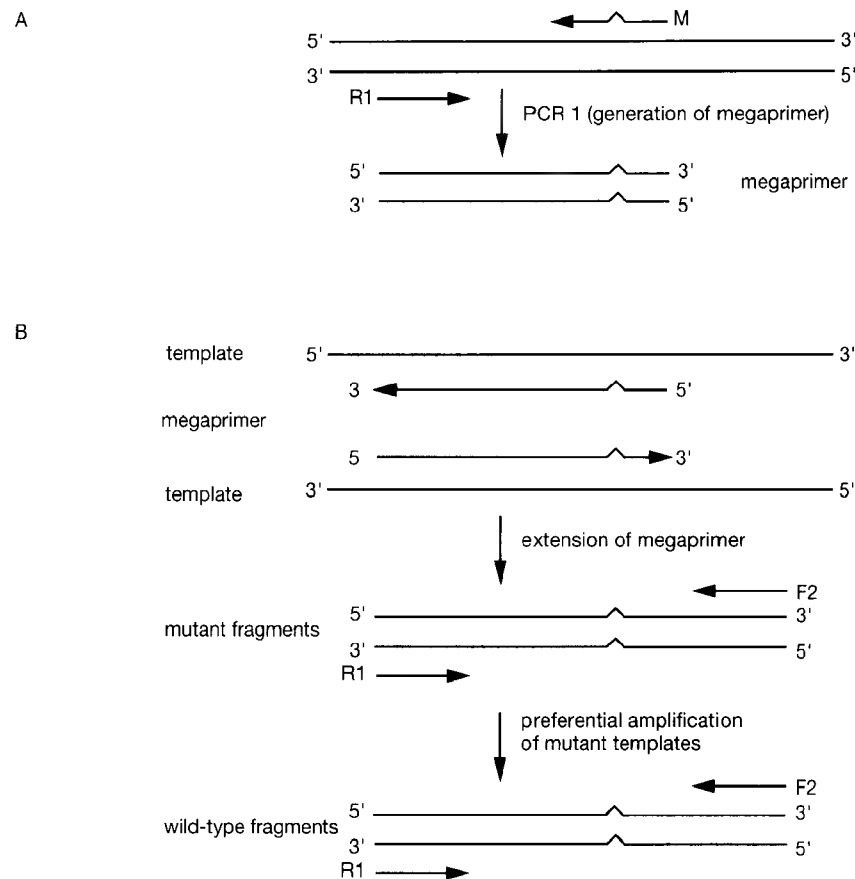 A
M
5' 3'
3' 5'
R1
PCR 1 (generation of megaprimer)
5' 3'
megaprimer
3' 5'
B
template 5' 3'
3 5'
megaprimer
5 3'
template 3' 5'
extension of megaprimer
F2
5' 3'
mutant fragments
3' 5'
R1
preferential amplification
of mutant templates
F2
5' 3'
wild-type fragments
3' 5'
R1